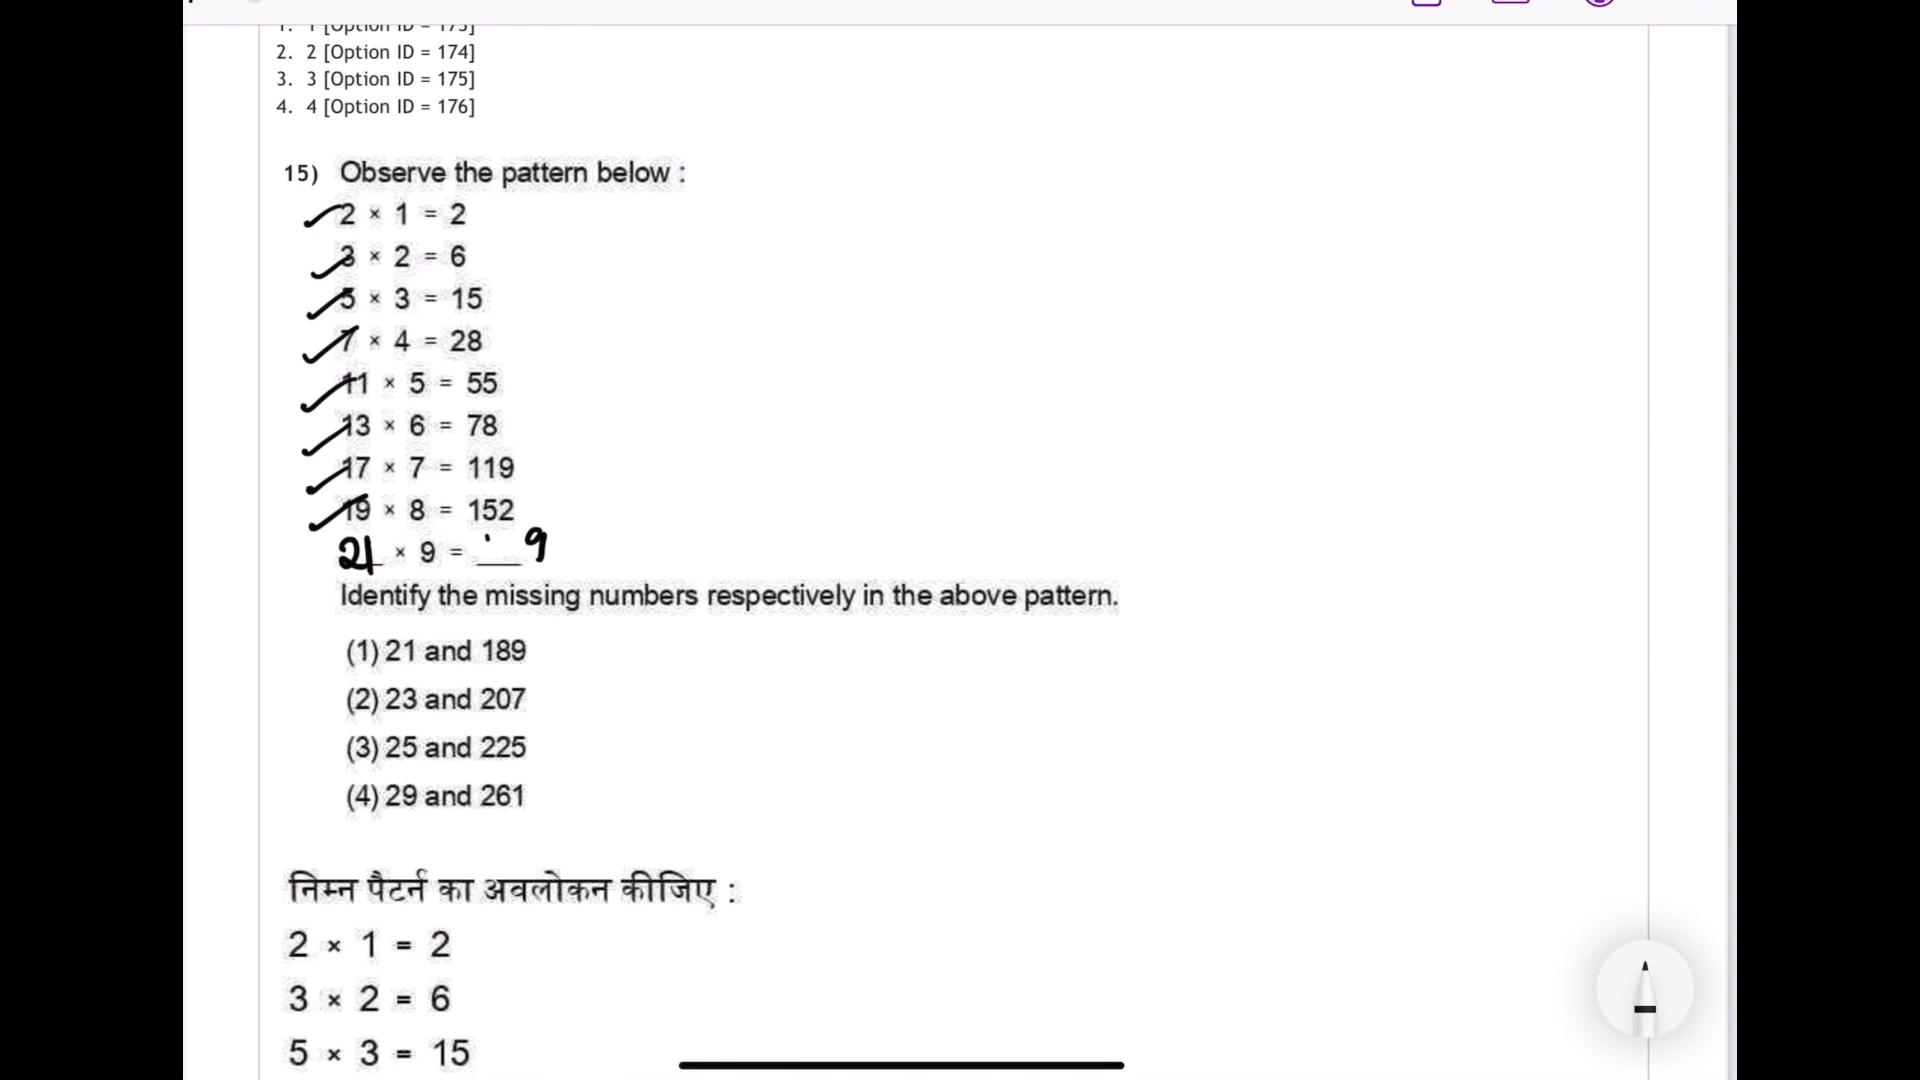 2. 2 [Option ID = 174]
3. 3 [Option ID = 175]
4. 4 [Option ID = 176]
15) Observe the pattern below :
2 × 1 = 2
3 × 2 = 6
5 × 3 = 15
7 × 4 = 28
11 × 5 = 55
13 × 6 = 78
17 × 7 = 119
19 × 8 = 152
21 × 9 = __ 9
Identify the missing numbers respectively in the above pattern.
(1) 21 and 189
(2) 23 and 207
(3) 25 and 225
(4) 29 and 261
निम्न पैटर्न का अवलोकन कीजिए :
2 × 1 = 2
3 × 2 = 6
5 × 3 = 15